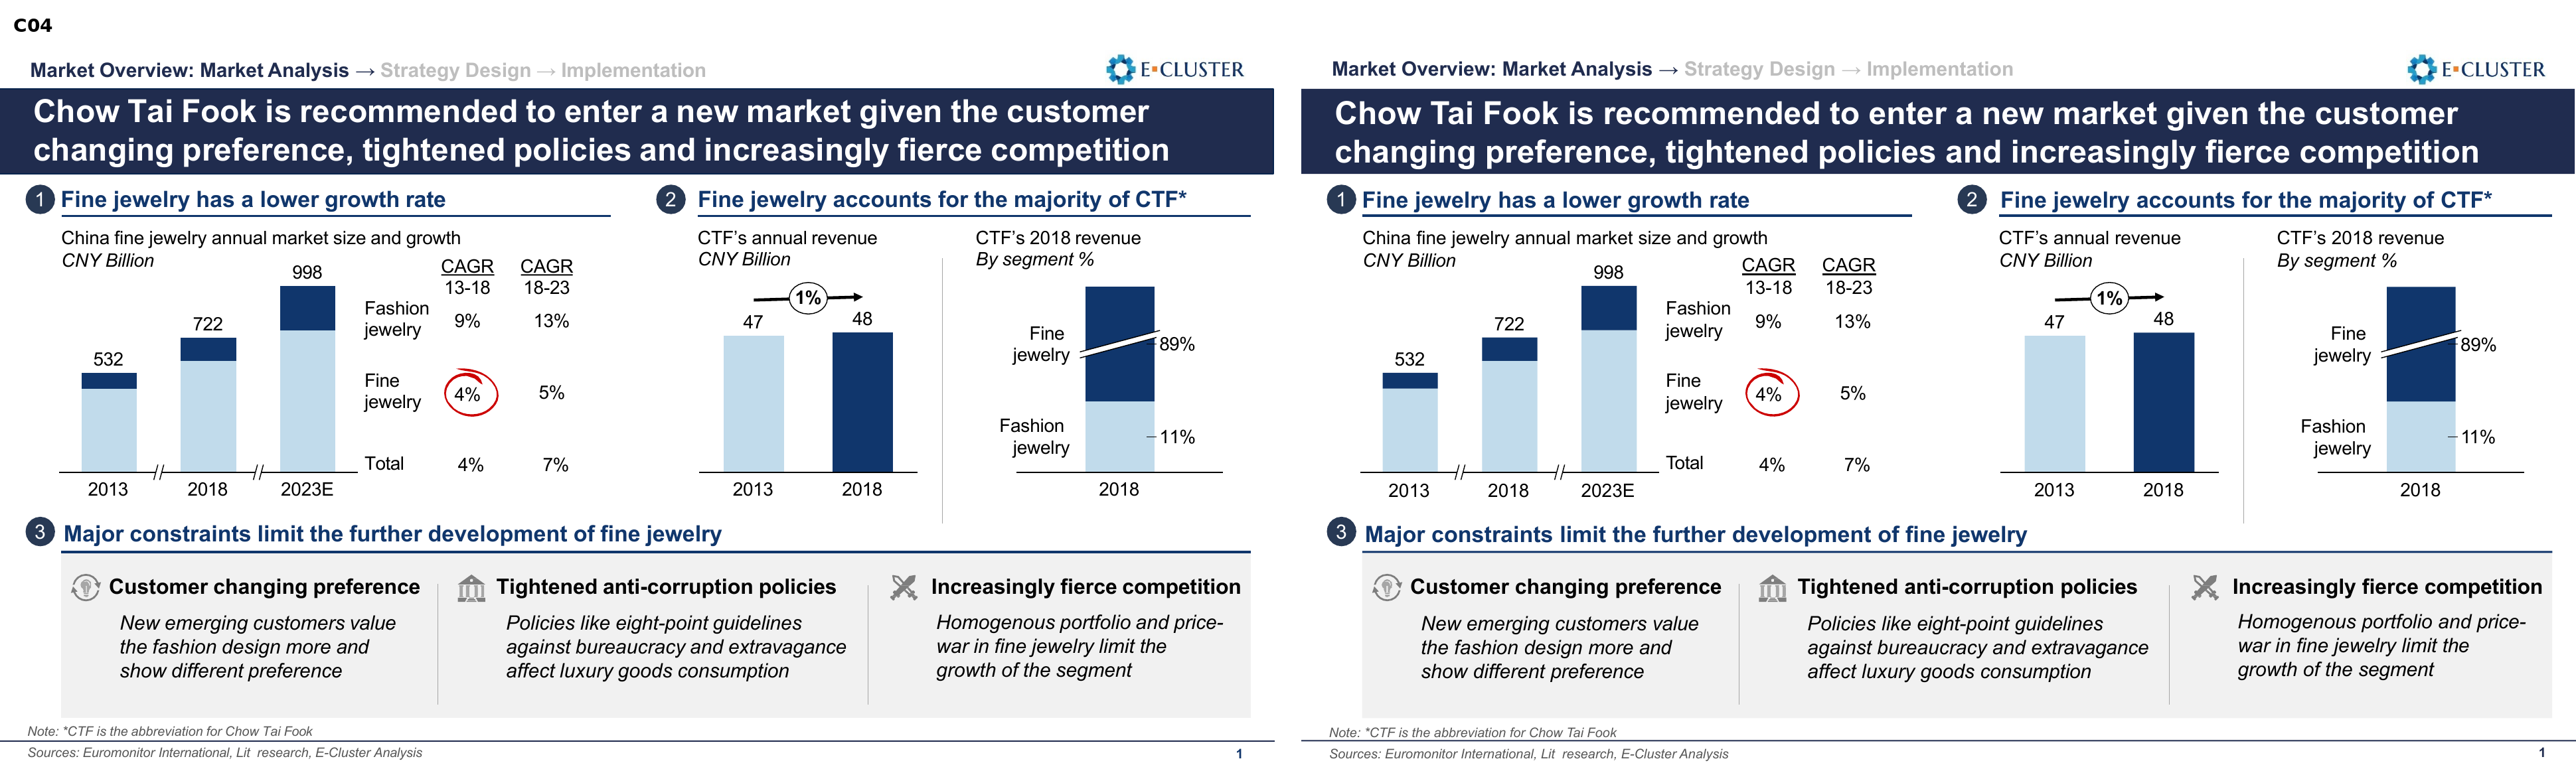 C04
Market Overview: Market Analysis → Strategy Design → Implementation
E-CLUSTER
Chow Tai Fook is recommended to enter a new market given the customer
changing preference, tightened policies and increasingly fierce competition
1 Fine jewelry has a lower growth rate
China fine jewelry annual market size and growth
CNY Billion
532
722
998
2013
2018
2023E
CAGR
13-18
CAGR
18-23
Fashion
jewelry
9%
13%
Fine
jewelry
4%
5%
Total
4%
7%
2 Fine jewelry accounts for the majority of CTF*
CTF’s annual revenue
CNY Billion
1%
47
48
2013
2018
CTF’s 2018 revenue
By segment %
Fine
jewelry
89%
Fashion
jewelry
11%
2018
3 Major constraints limit the further development of fine jewelry
Customer changing preference
New emerging customers value
the fashion design more and
show different preference
Tightened anti-corruption policies
Policies like eight-point guidelines
against bureaucracy and extravagance
affect luxury goods consumption
Increasingly fierce competition
Homogenous portfolio and price-
war in fine jewelry limit the
growth of the segment
Note: *CTF is the abbreviation for Chow Tai Fook
Sources: Euromonitor International, Lit research, E-Cluster Analysis
1
Market Overview: Market Analysis → Strategy Design → Implementation
E-CLUSTER
Chow Tai Fook is recommended to enter a new market given the customer
changing preference, tightened policies and increasingly fierce competition
1 Fine jewelry has a lower growth rate
China fine jewelry annual market size and growth
CNY Billion
532
722
998
2013
2018
2023E
CAGR
13-18
CAGR
18-23
Fashion
jewelry
9%
13%
Fine
jewelry
4%
5%
Total
4%
7%
2 Fine jewelry accounts for the majority of CTF*
CTF’s annual revenue
CNY Billion
1%
47
48
2013
2018
CTF’s 2018 revenue
By segment %
Fine
jewelry
89%
Fashion
jewelry
11%
2018
3 Major constraints limit the further development of fine jewelry
Customer changing preference
New emerging customers value
the fashion design more and
show different preference
Tightened anti-corruption policies
Policies like eight-point guidelines
against bureaucracy and extravagance
affect luxury goods consumption
Increasingly fierce competition
Homogenous portfolio and price-
war in fine jewelry limit the
growth of the segment
Note: *CTF is the abbreviation for Chow Tai Fook
Sources: Euromonitor International, Lit research, E-Cluster Analysis
1